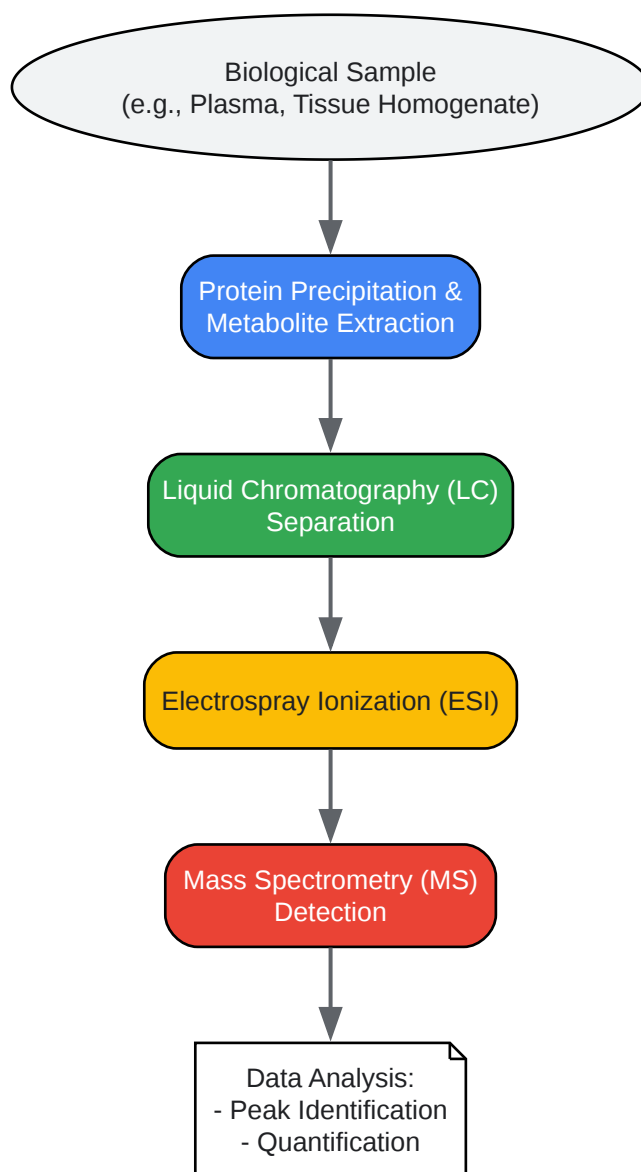 Biological Sample
(e.g., Plasma, Tissue Homogenate)
Protein Precipitation &
Metabolite Extraction
Liquid Chromatography (LC)
Separation
Electrospray Ionization (ESI)
Mass Spectrometry (MS)
Detection
Data Analysis:
- Peak Identification
- Quantification